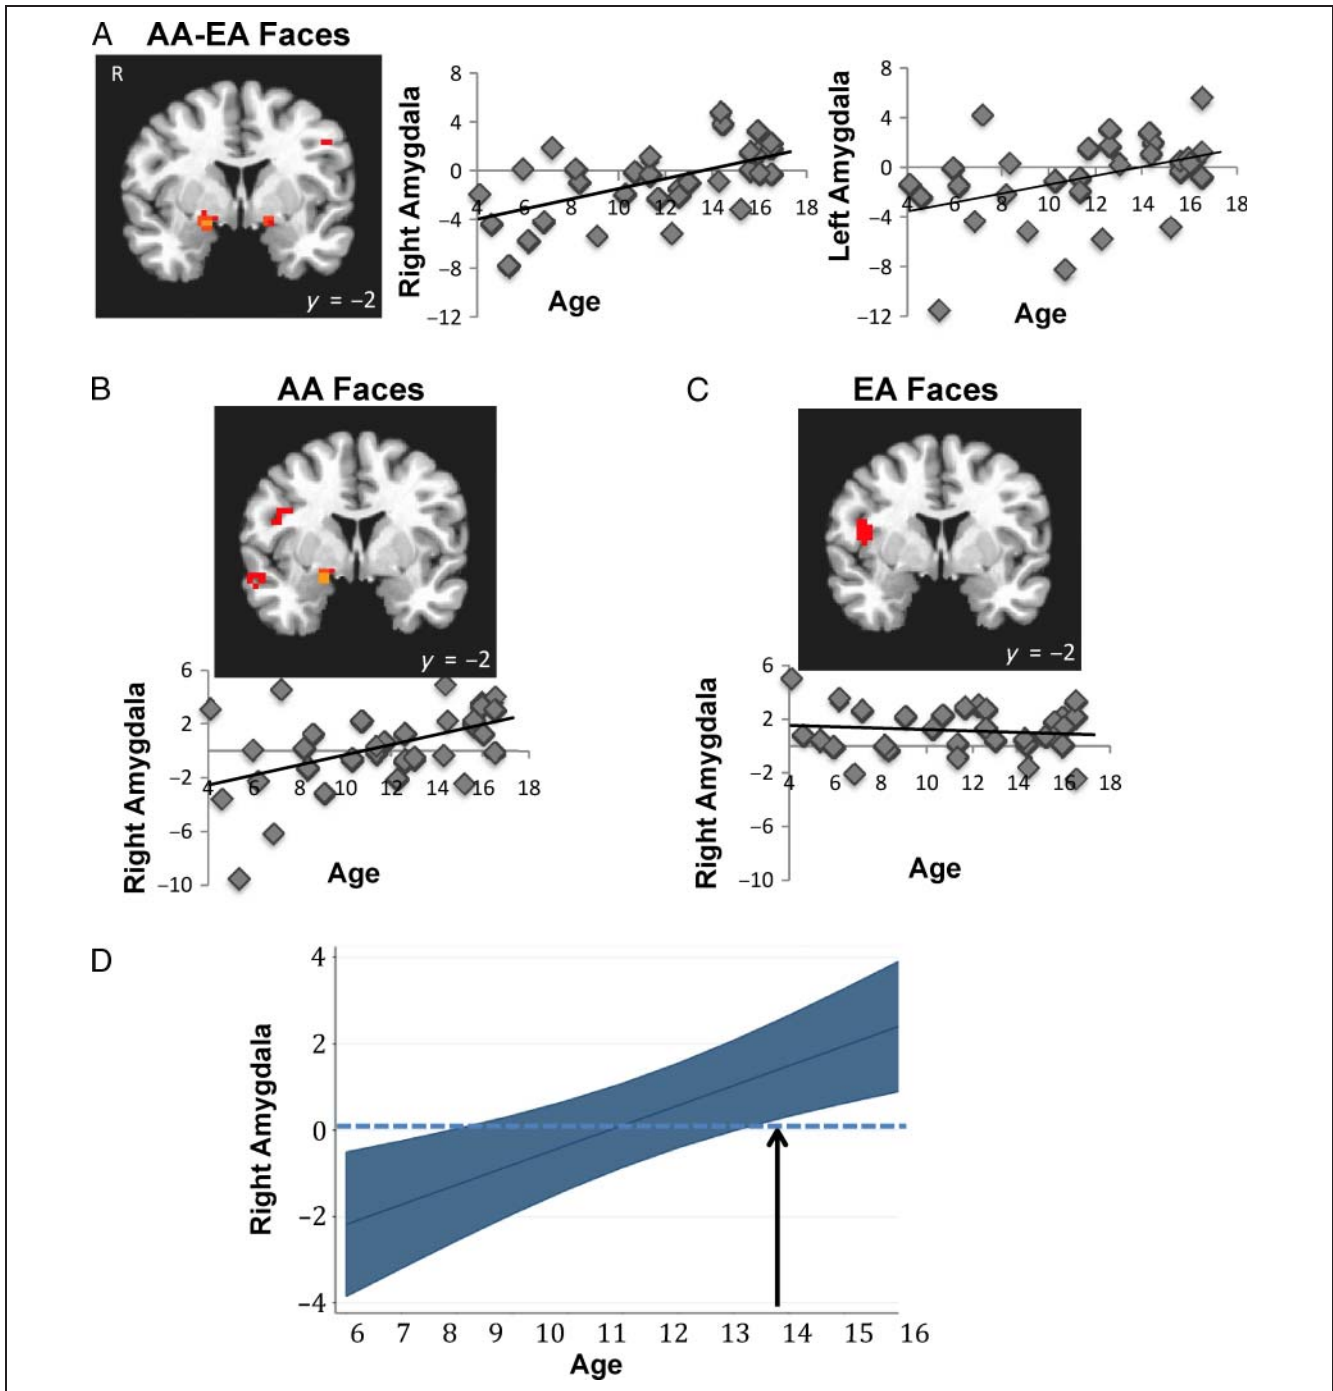 A AA-EA Faces
R
y = −2
Right Amygdala
8
4
0
−4
−8
−12
4 6 8 10 12 14 16 18
Age
Left Amygdala
8
4
0
−4
−8
−12
4 6 8 10 12 14 16 18
Age
B AA Faces
y = −2
Right Amygdala
6
2
−2
−6
−10
4 6 8 10 12 14 16 18
Age
C EA Faces
y = −2
Right Amygdala
6
2
−2
−6
−10
4 6 8 10 12 14 16 18
Age
D
Right Amygdala
4
2
0
−2
−4
6 7 8 9 10 11 12 13 14 15 16
Age